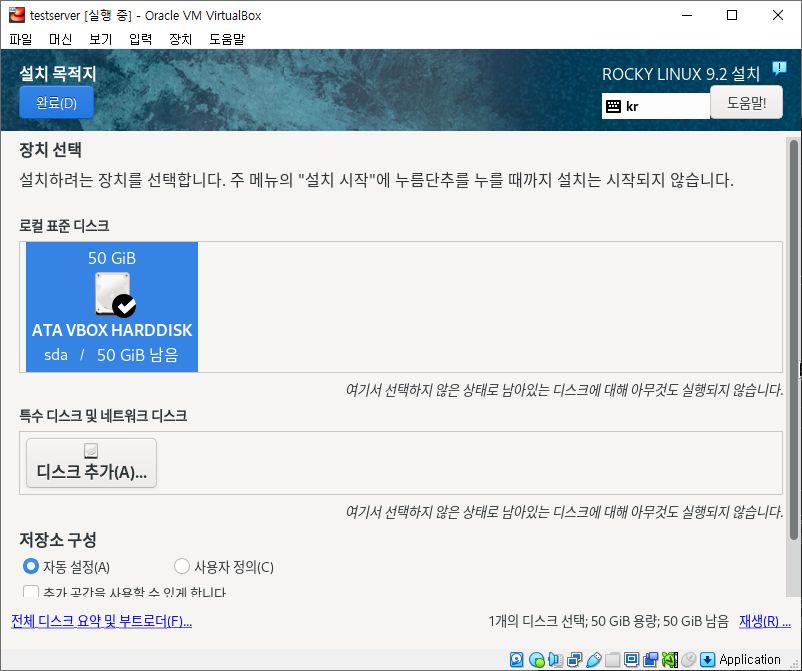 testserver [실행 중] - Oracle VM VirtualBox
파일 머신 보기 입력 장치 도움말
설치 목적지
완료(D)
ROCKY LINUX 9.2 설치
kr
도움말!
장치 선택
설치하려는 장치를 선택합니다. 주 메뉴의 "설치 시작"에 누름단추를 누를 때까지 설치는 시작되지 않습니다.
로컬 표준 디스크
50 GiB
ATA VBOX HARDDISK
sda / 50 GiB 남음
여기서 선택하지 않은 상태로 남아있는 디스크에 대해 아무것도 실행되지 않습니다.
특수 디스크 및 네트워크 디스크
디스크 추가(A)...
여기서 선택하지 않은 상태로 남아있는 디스크에 대해 아무것도 실행되지 않습니다.
저장소 구성
자동 설정(A) 사용자 정의(C)
추가 공간을 사용할 수 있게 합니다
전체 디스크 요약 및 부트로더(F)...
1개의 디스크 선택; 50 GiB 용량; 50 GiB 남음 재생(R) ...
Application